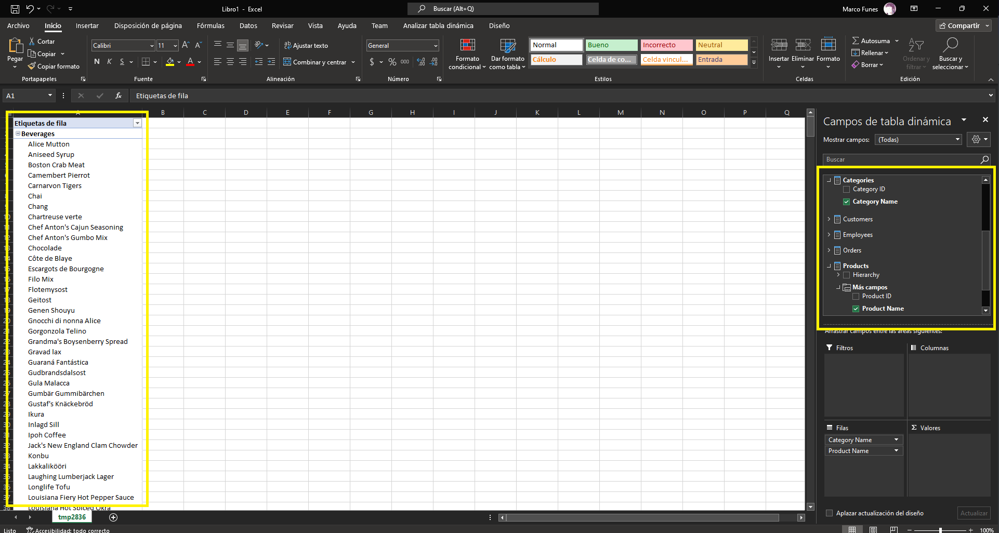 Libro1 - Excel
Buscar (Alt+Q)
Marco Funes
Archivo Inicio Insertar Disposición de página Fórmulas Datos Revisar Vista Ayuda Team Analizar tabla dinámica Diseño
Compartir
Pegar
Cortar
Copiar
Copiar formato
Portapapeles
Calibri 11
N K S
Fuente
Ajustar texto
Combinar y centrar
Alineación
General
$ % 000
Número
Formato condicional
Dar formato como tabla
Normal Bueno Incorrecto Neutral
Cálculo Celda de co... Celda vincul... Entrada
Estilos
Insertar Eliminar Formato
Celdas
Autosuma
Rellenar
Borrar
Ordenar y filtrar
Buscar y seleccionar
Edición
A1 fx Etiquetas de fila
A B C D E F G H I J K L M N O P Q
Etiquetas de fila
Beverages
Alice Mutton
Aniseed Syrup
Boston Crab Meat
Camembert Pierrot
Carnarvon Tigers
Chai
Chang
Chartreuse verte
Chef Anton's Cajun Seasoning
Chef Anton's Gumbo Mix
Chocolade
Côte de Blaye
Escargots de Bourgogne
Filo Mix
Flotemysost
Geitost
Genen Shouyu
Gnocchi di nonna Alice
Gorgonzola Telino
Grandma's Boysenberry Spread
Gravad lax
Guaraná Fantástica
Gudbrandsdalsost
Gula Malacca
Gumbär Gummibärchen
Gustaf's Knäckebröd
Ikura
Inlagd Sill
Ipoh Coffee
Jack's New England Clam Chowder
Konbu
Lakkalikööri
Laughing Lumberjack Lager
Longlife Tofu
Louisiana Fiery Hot Pepper Sauce
Louisiana Hot Spiced Okra
Campos de tabla dinámica
Mostrar campos: (Todas)
Buscar
Categories
Category ID
Category Name
Customers
Employees
Orders
Products
Hierarchy
Más campos
Product ID
Product Name
Arrastrar campos entre las áreas siguientes:
Filtros
Columnas
Filas
Category Name
Product Name
Σ Valores
Aplazar actualización del diseño
Actualizar
tmp2836
Listo
Accesibilidad: todo correcto
100%